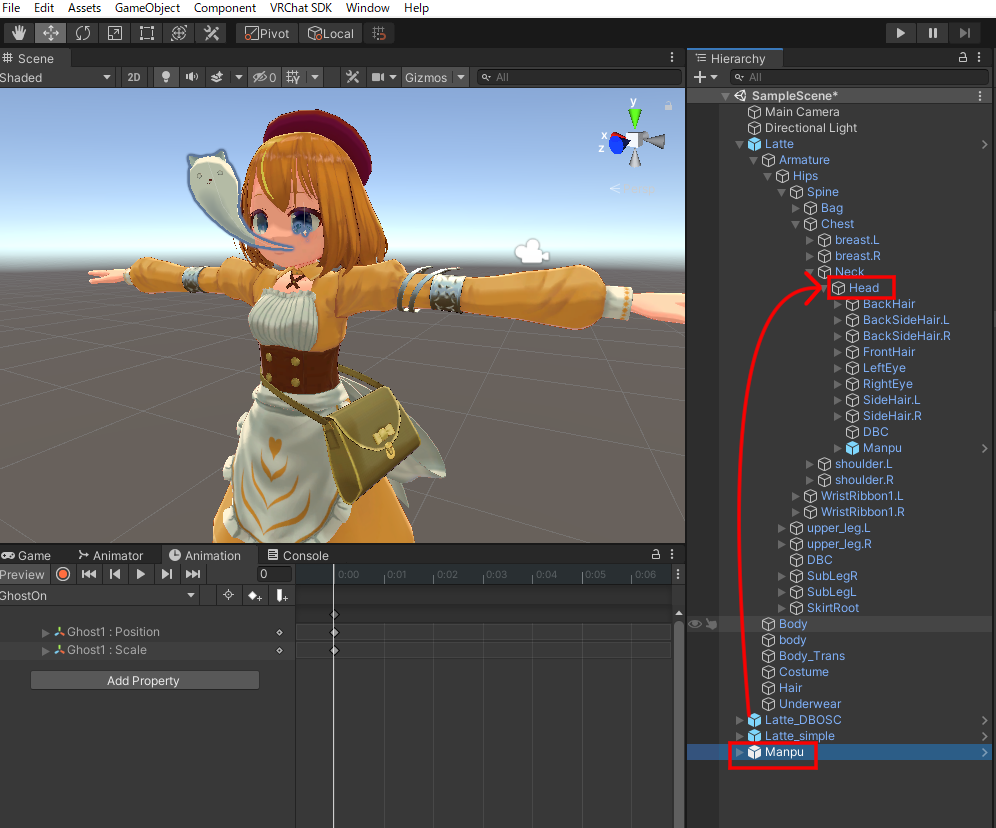 File Edit Assets GameObject Component VRChat SDK Window Help
Pivot Local
Scene
Shaded 2D 0 Gizmos All
y
x
z
Hierarchy
All
SampleScene*
Main Camera
Directional Light
Latte
Armature
Hips
Spine
Bag
Chest
breast.L
breast.R
Neck
Head
BackHair
BackSideHair.L
BackSideHair.R
FrontHair
LeftEye
RightEye
SideHair.L
SideHair.R
DBC
Manpu
shoulder.L
shoulder.R
WristRibbon1.L
WristRibbon1.R
upper_leg.L
upper_leg.R
DBC
SubLegR
SubLegL
SkirtRoot
Body
body
Body_Trans
Costume
Hair
Underwear
Latte_DBOSC
Latte_simple
Manpu
Game Animator Animation Console
Preview 0 0:00 0:01 0:02 0:03 0:04 0:05 0:06
GhostOn
Ghost1 : Position
Ghost1 : Scale
Add Property